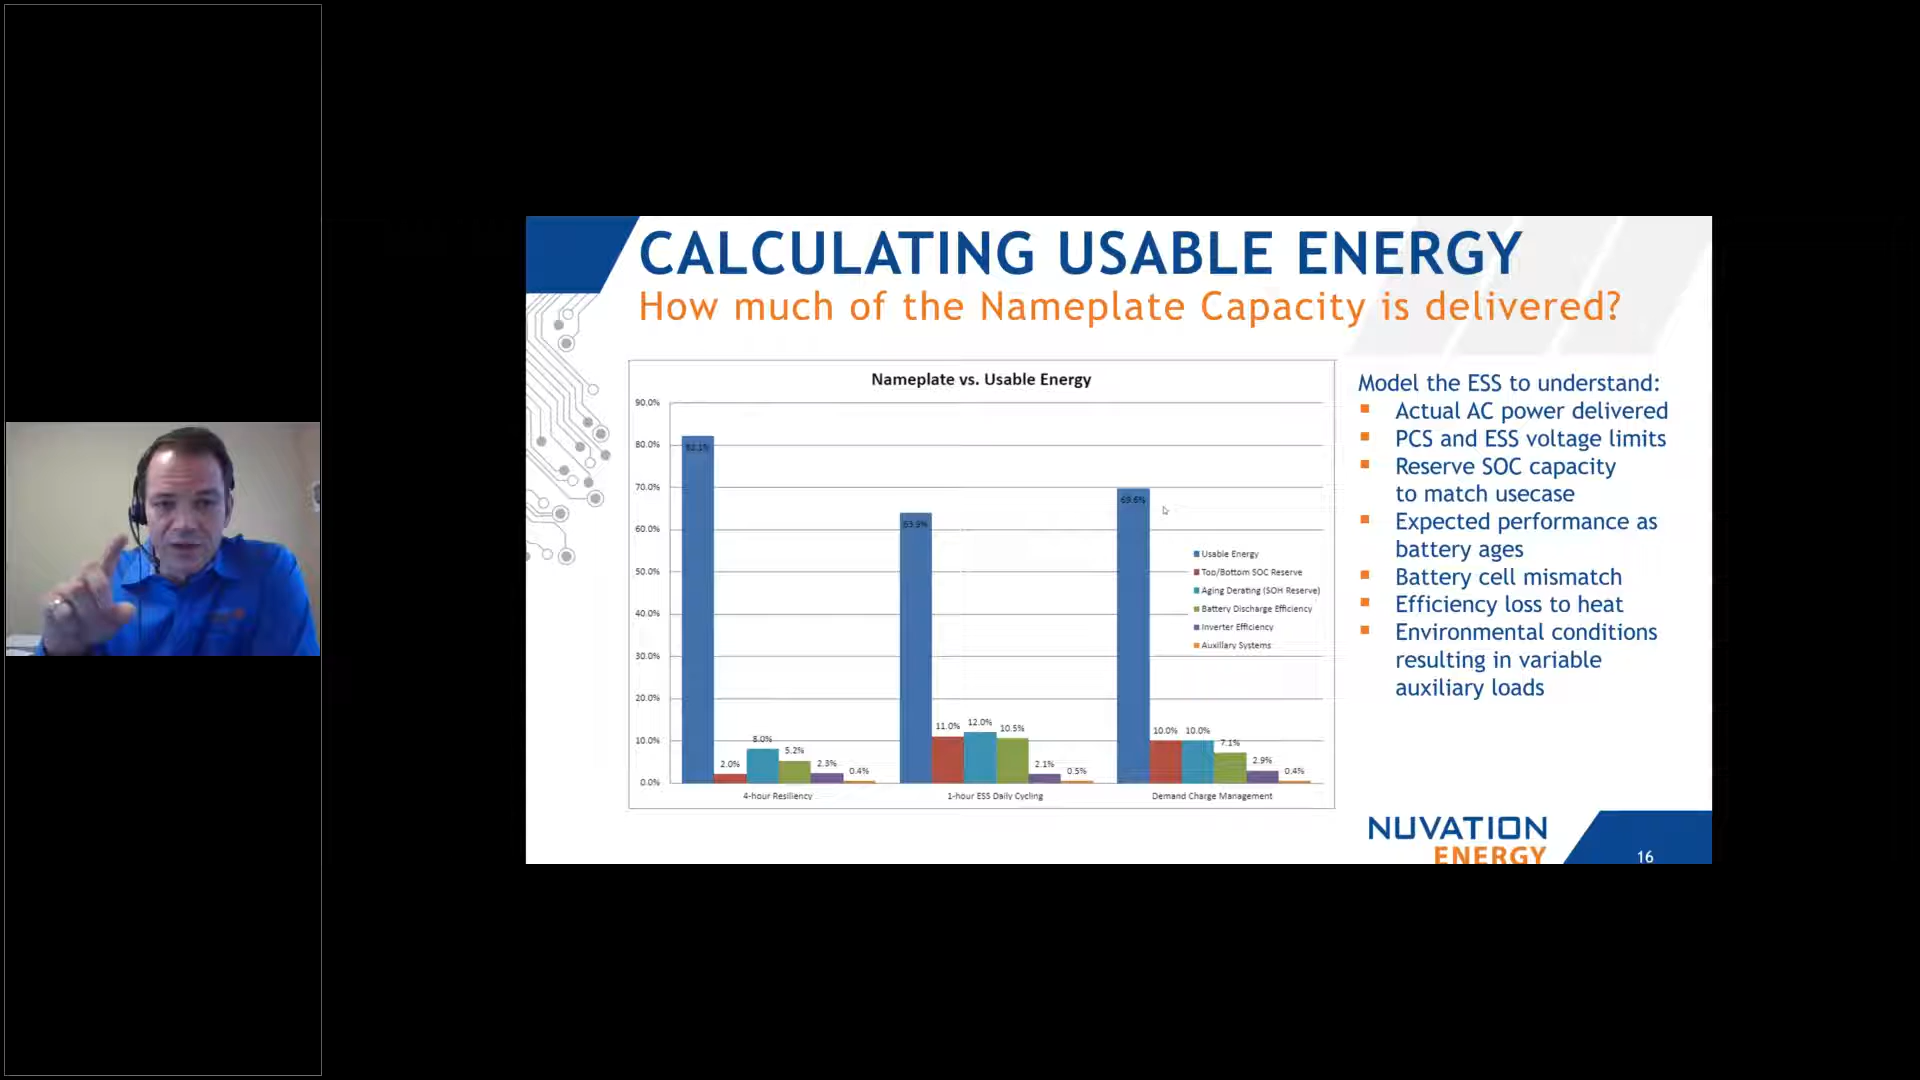 CALCULATING USABLE ENERGY
How much of the Nameplate Capacity is delivered?
Nameplate vs. Usable Energy
90.0%
80.0%
70.0%
60.0%
50.0%
40.0%
30.0%
20.0%
10.0%
0.0%
82.1%
2.0%
8.0%
5.2%
2.3%
0.4%
63.9%
11.0%
12.0%
10.5%
2.1%
0.5%
69.6%
10.0%
10.0%
7.1%
2.9%
0.4%
4-hour Resiliency
1-hour ESS Daily Cycling
Demand Charge Management
Usable Energy
Top/Bottom SOC Reserve
Aging Derating (SOH Reserve)
Battery Discharge Efficiency
Inverter Efficiency
Auxiliary Systems
Model the ESS to understand:
Actual AC power delivered
PCS and ESS voltage limits
Reserve SOC capacity
to match usecase
Expected performance as
battery ages
Battery cell mismatch
Efficiency loss to heat
Environmental conditions
resulting in variable
auxiliary loads
NUVATION
ENERGY
16